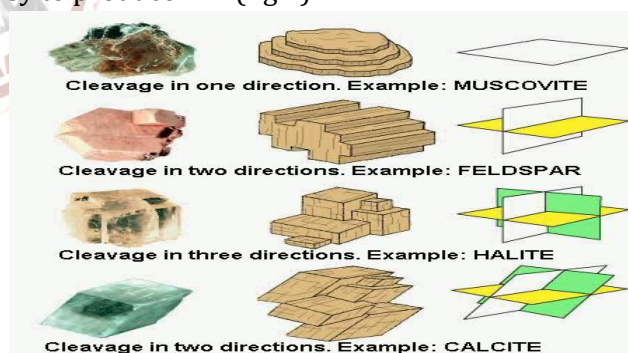 Cleavage in one direction. Example: MUSCOVITE
Cleavage in two directions. Example: FELDSPAR
Cleavage in three directions. Example: HALITE
Cleavage in two directions. Example: CALCITE